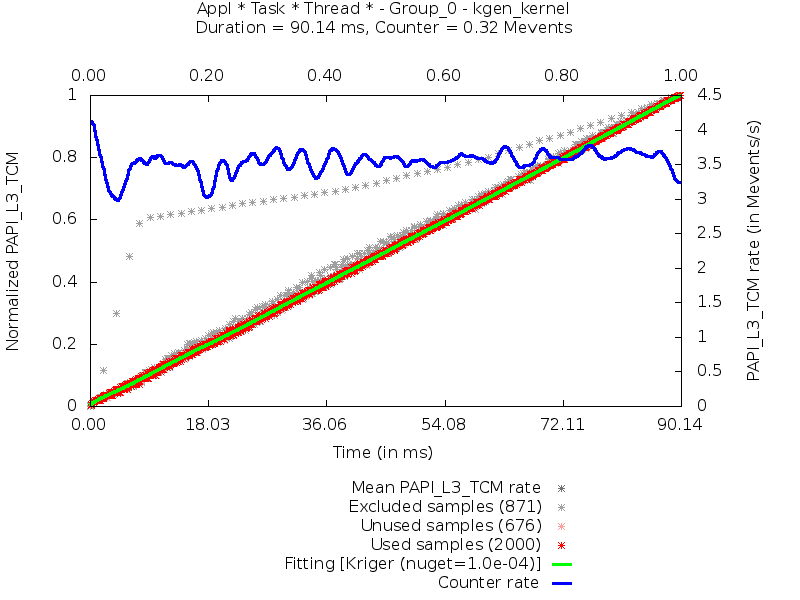 Appl * Task * Thread * - Group_0 - kgen_kernel
Duration = 90.14 ms, Counter = 0.32 Mevents
0.00 0.20 0.40 0.60 0.80 1.00
1 4.5
4
0.8 3.5
3
0.6 2.5
0.4 2
1.5
0.2 1
0.5
0 0
Normalized PAPI_L3_TCM
PAPI_L3_TCM rate (in Mevents/s)
0.00 18.03 36.06 54.08 72.11 90.14
Time (in ms)
Mean PAPI_L3_TCM rate
Excluded samples (871)
Unused samples (676)
Used samples (2000)
Fitting [Kriger (nuget=1.0e-04)]
Counter rate